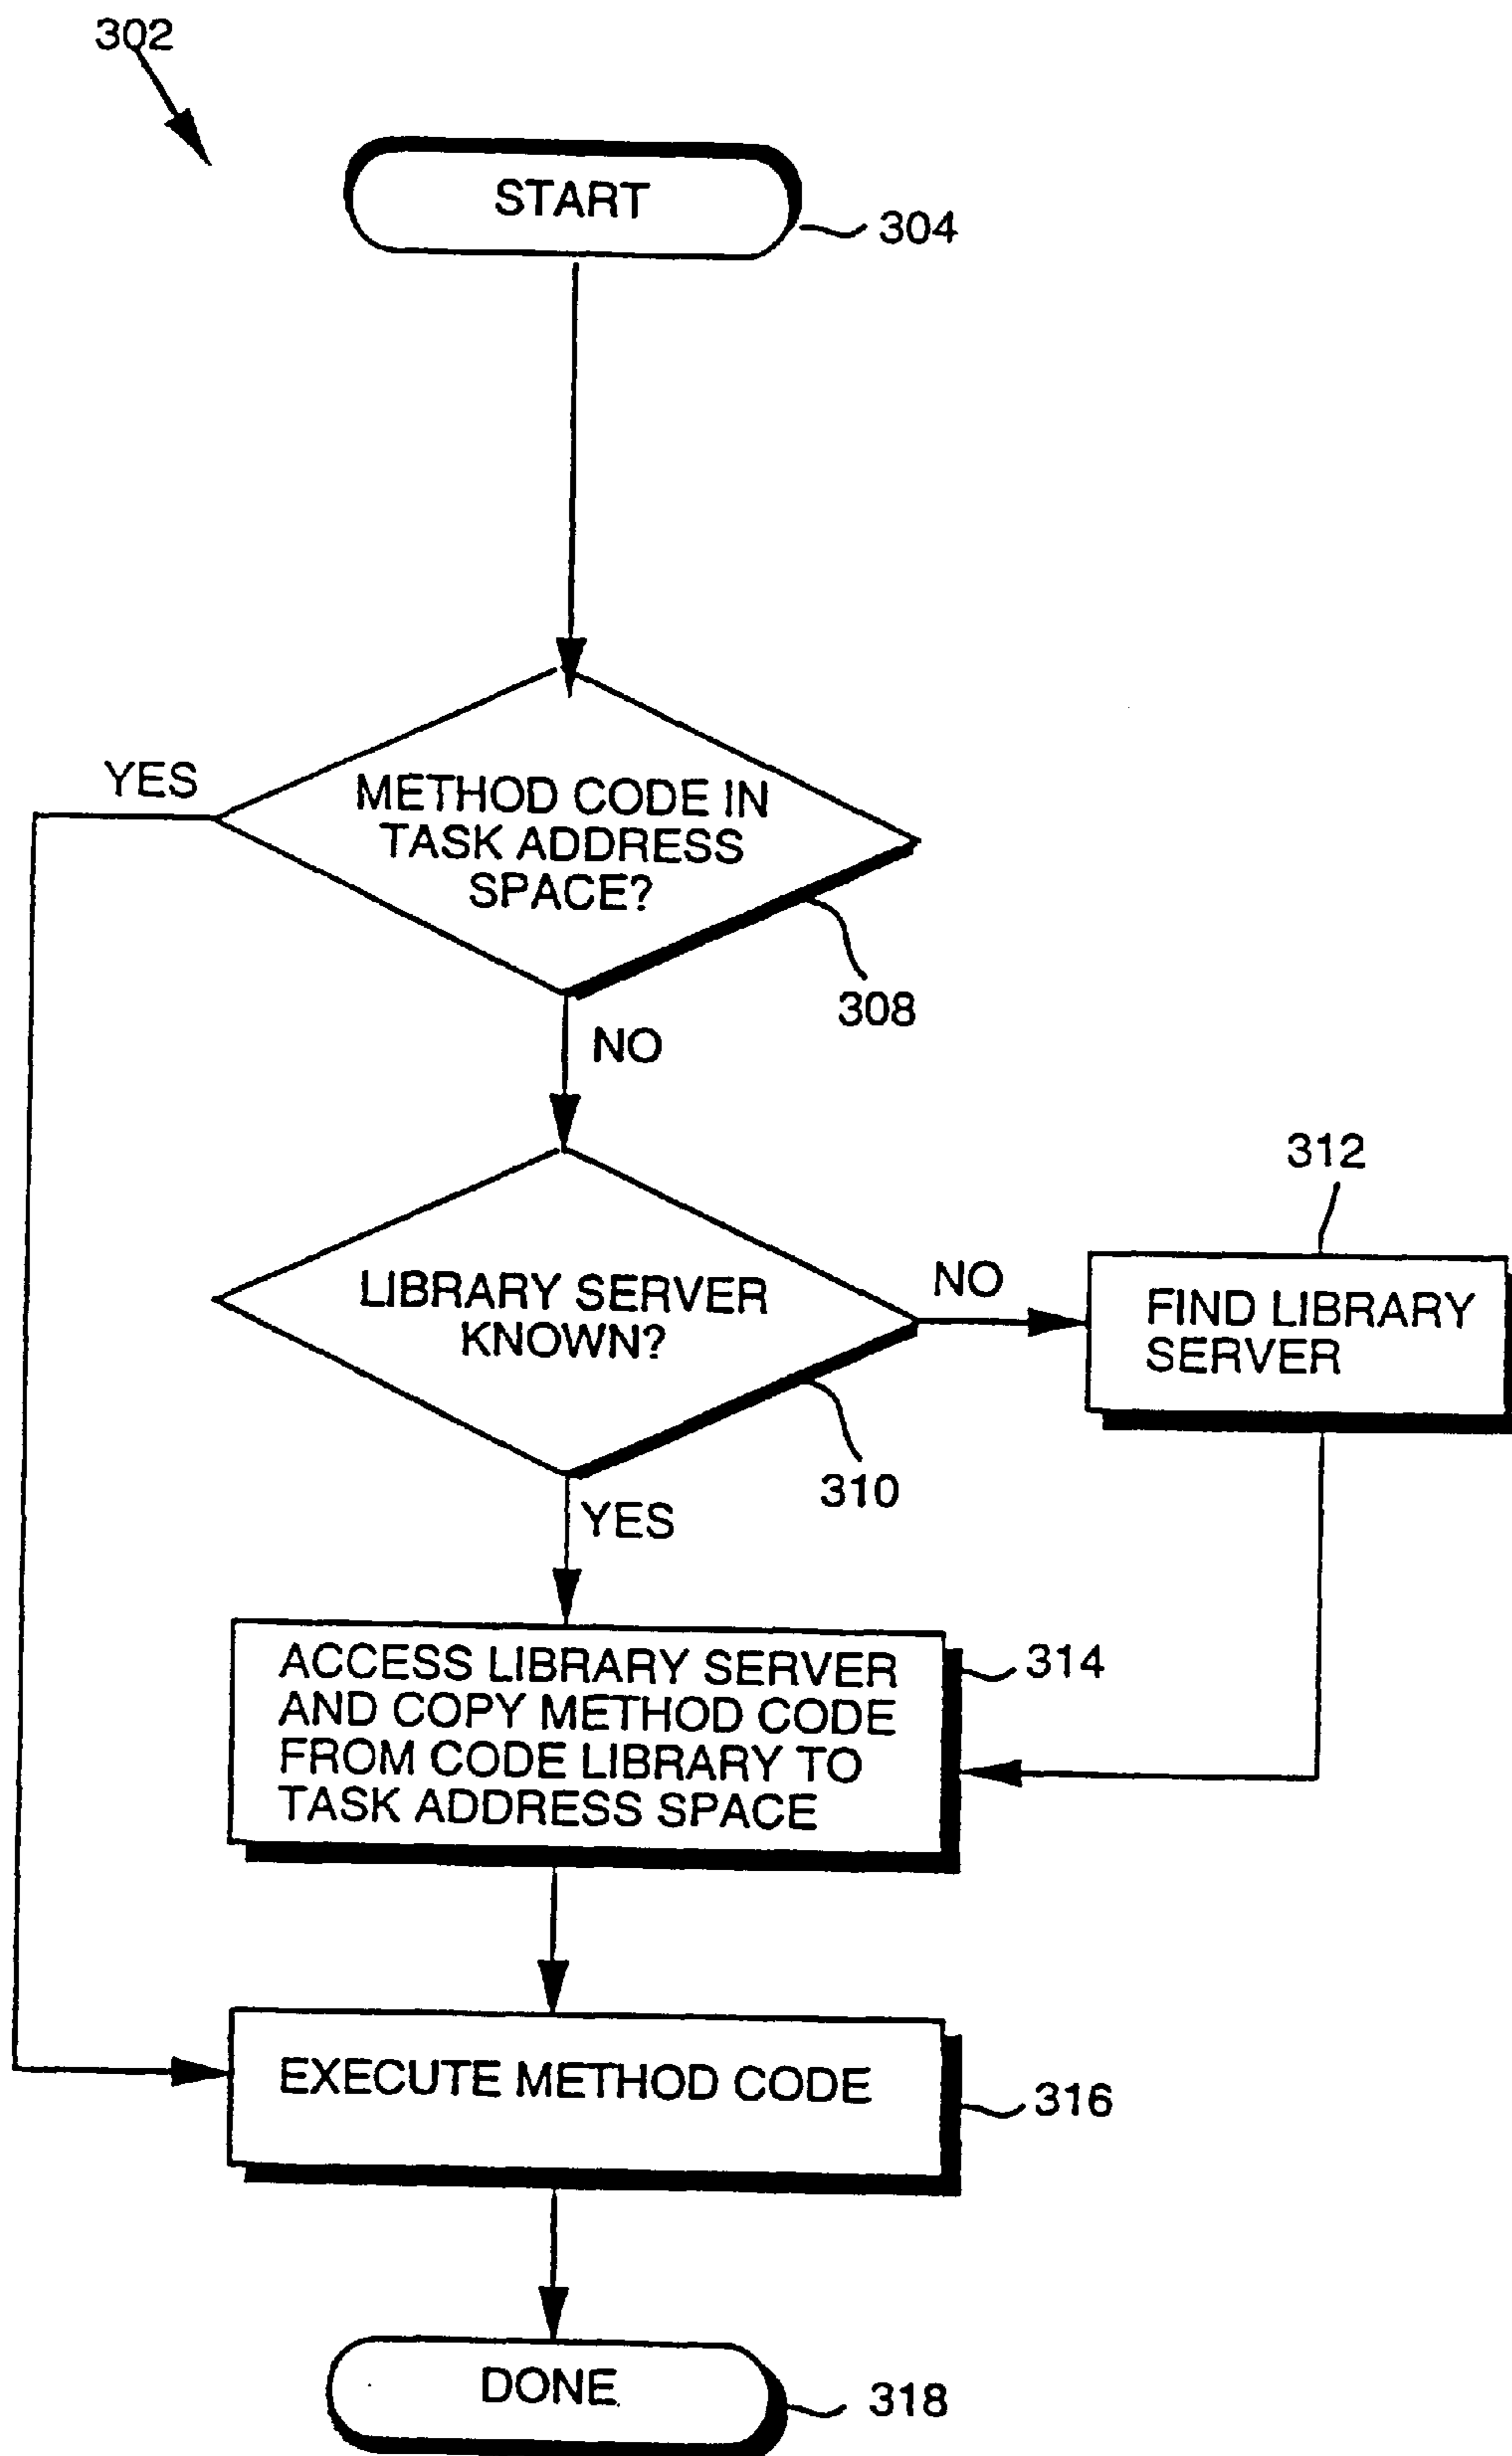 302
START
304
YES
METHOD CODE IN
TASK ADDRESS
SPACE?
308
NO
312
LIBRARY SERVER
KNOWN?
NO
FIND LIBRARY
SERVER
310
YES
ACCESS LIBRARY SERVER
AND COPY METHOD CODE
FROM CODE LIBRARY TO
TASK ADDRESS SPACE
314
EXECUTE METHOD CODE
316
DONE
318